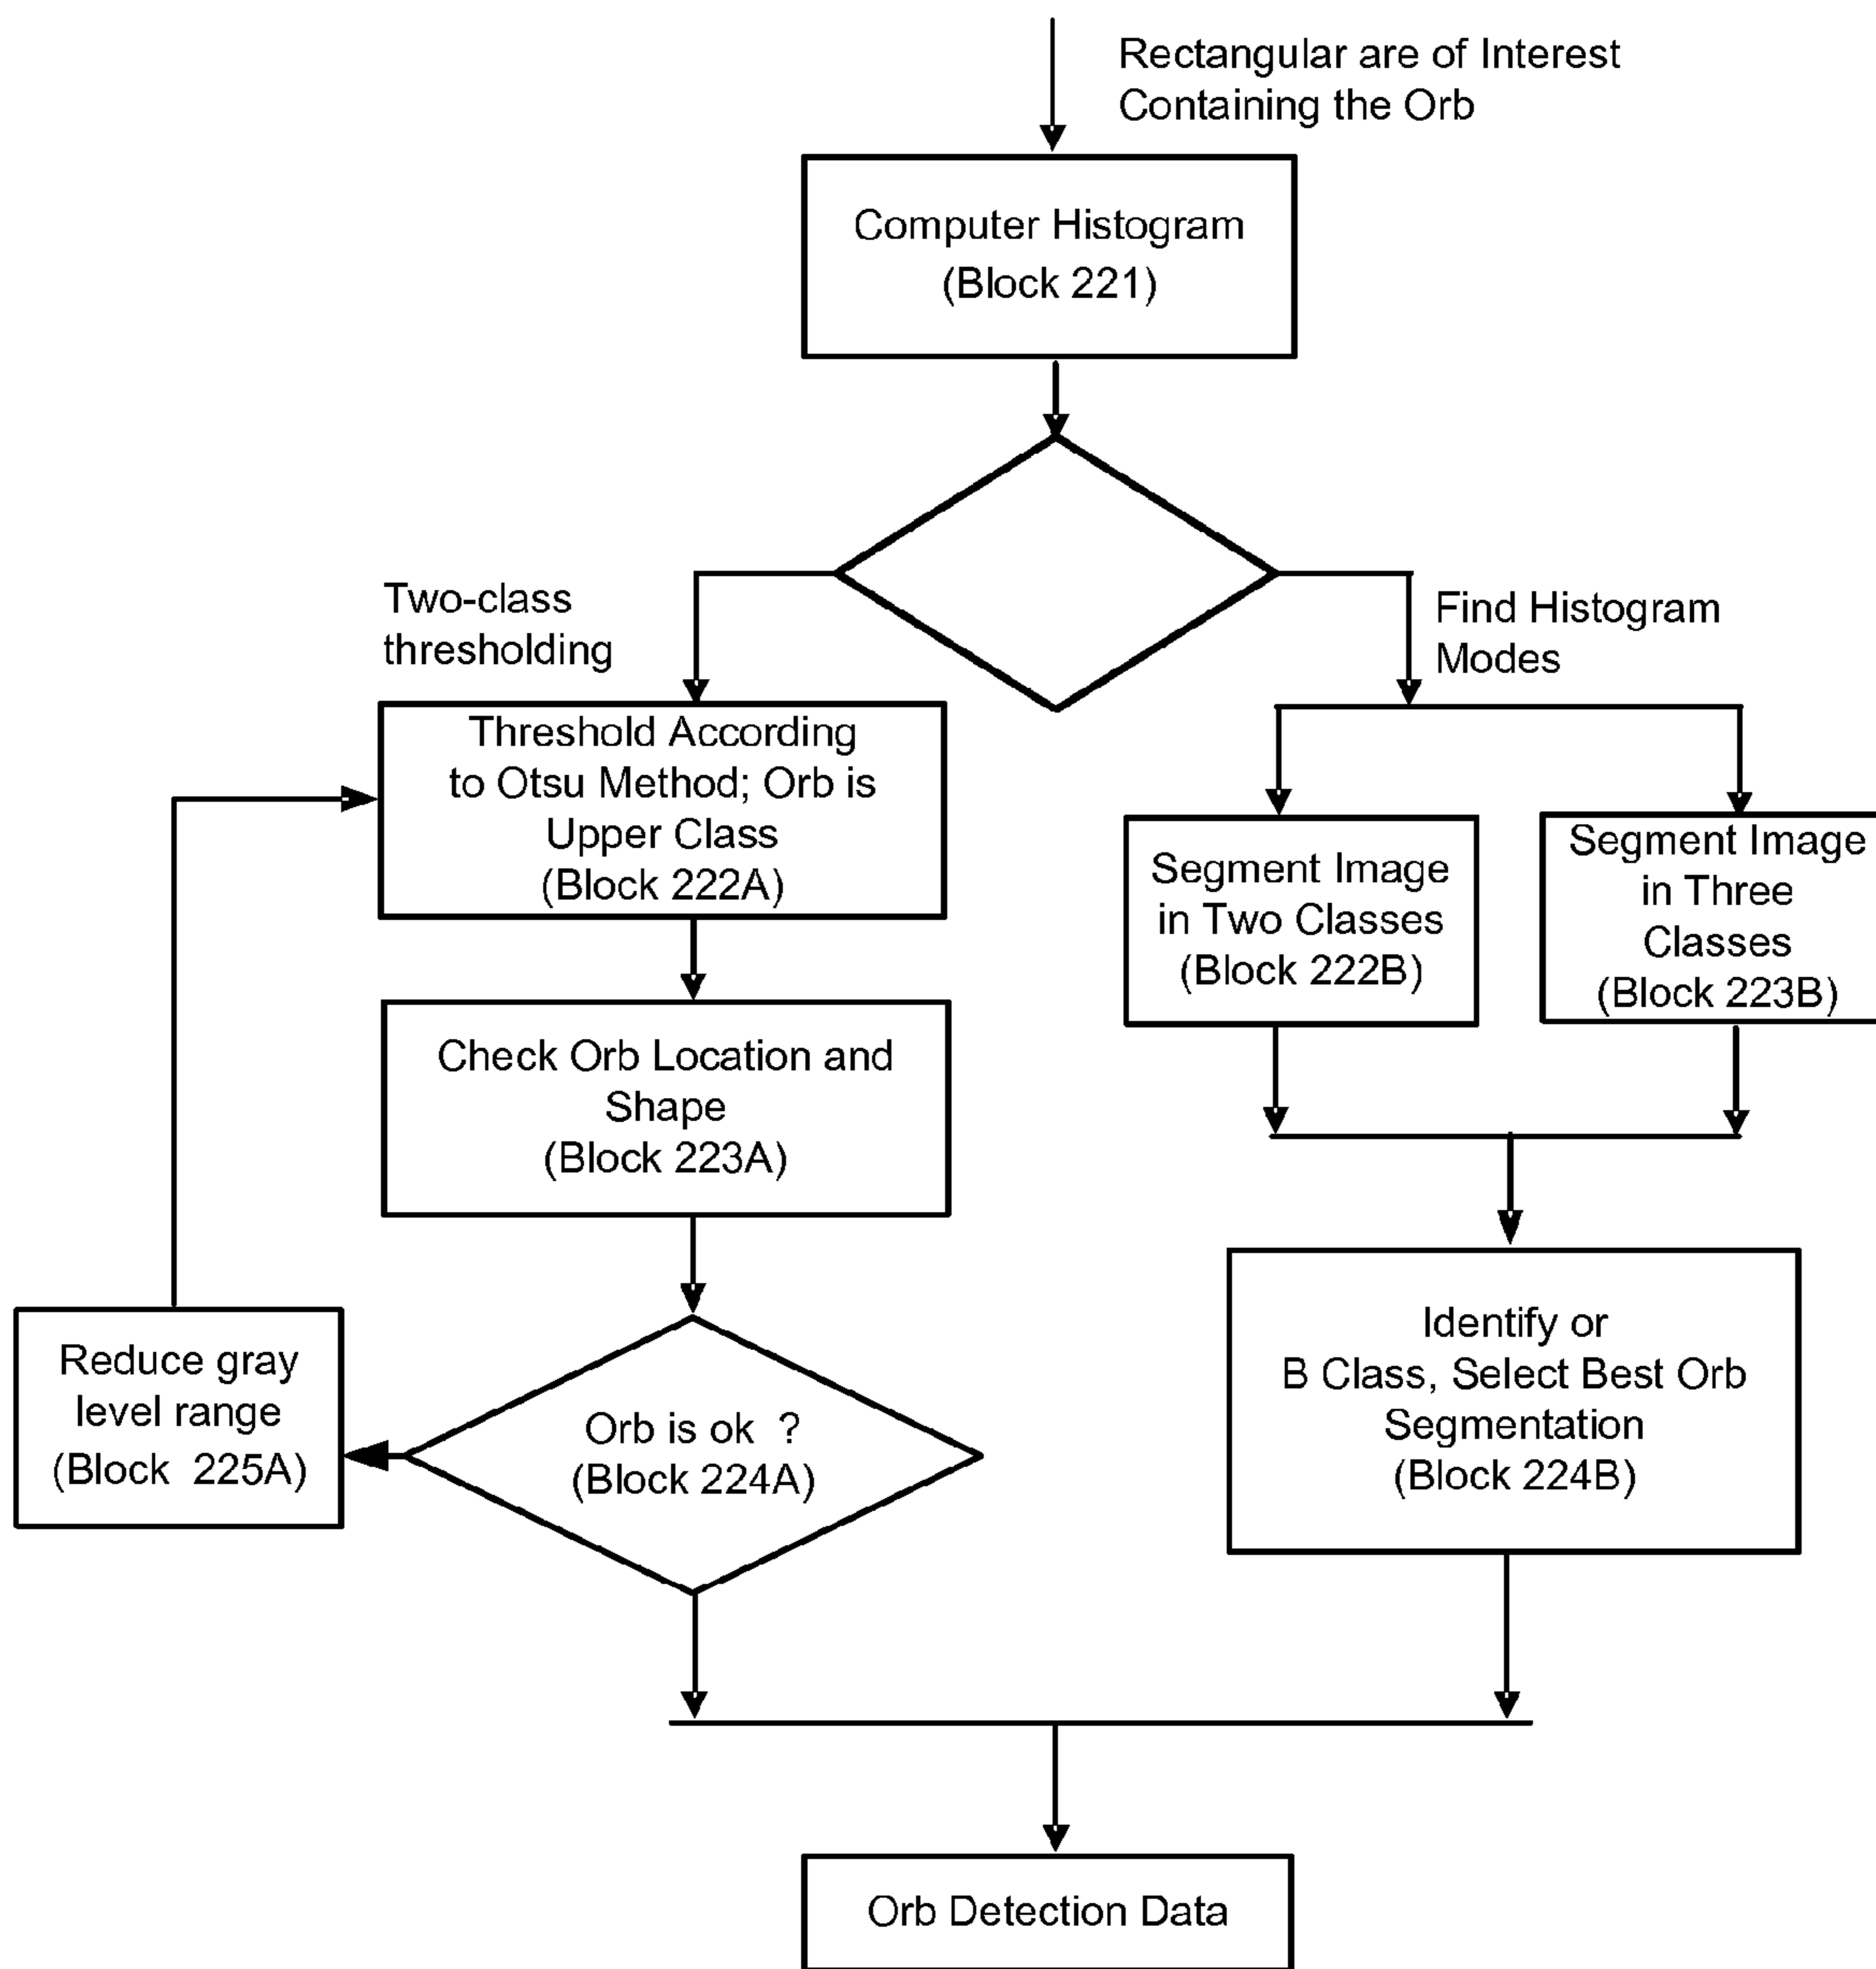 Rectangular are of Interest
Containing the Orb
Computer Histogram
(Block 221)
Two-class
thresholding
Find Histogram
Modes
Threshold According
to Otsu Method; Orb is
Upper Class
(Block 222A)
Segment Image
in Two Classes
(Block 222B)
Segment Image
in Three
Classes
(Block 223B)
Check Orb Location and
Shape
(Block 223A)
Reduce gray
level range
(Block 225A)
Orb is ok ?
(Block 224A)
Identify or
B Class, Select Best Orb
Segmentation
(Block 224B)
Orb Detection Data